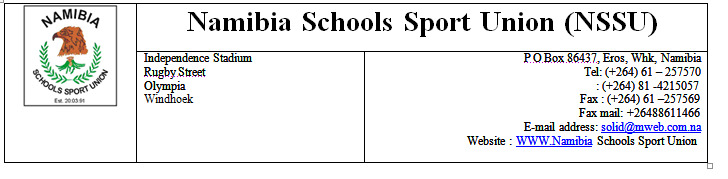 NAMIBIA
SCHOOLS SPORT UNION
Est. 20.03.91
Namibia Schools Sport Union (NSSU)
Independence Stadium
Rugby Street
Olympia
Windhoek
P.O.Box 86437, Eros, Whk, Namibia
Tel: (+264) 61 – 257570
: (+264) 81 -4215057
Fax : (+264) 61 –257569
Fax mail: +26488611466
E-mail address: solid@mweb.com.na
Website : WWW.Namibia Schools Sport Union